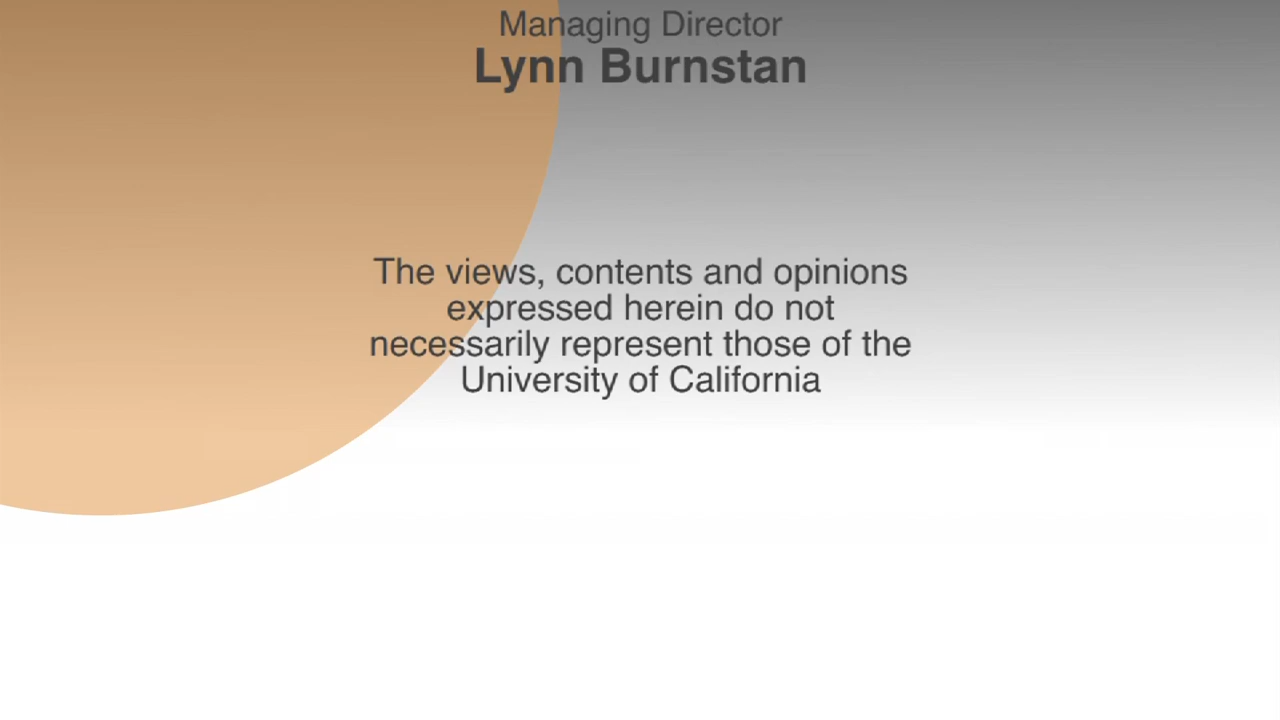 Managing Director
Lynn Burnstan
The views, contents and opinions
expressed herein do not
necessarily represent those of the
University of California